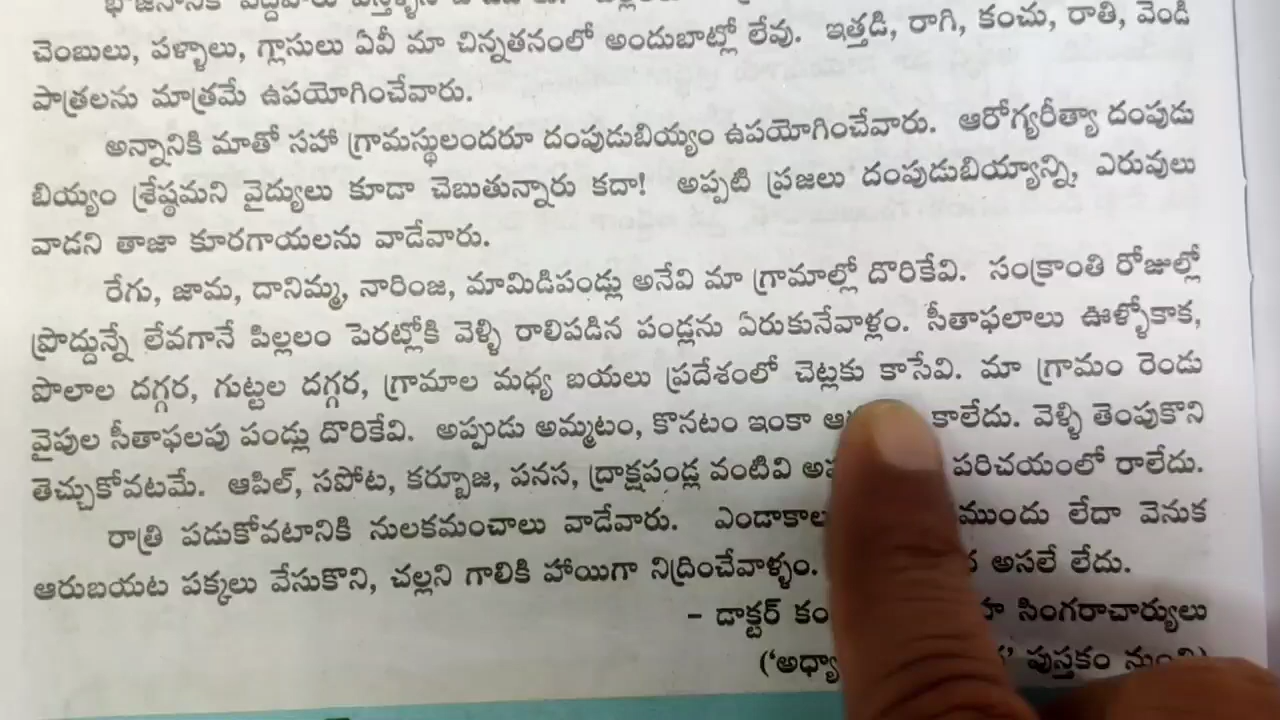 చెంబులు, పళ్ళాలు, గ్లాసులు ఏవీ మా చిన్నతనంలో అందుబాట్లో లేవు. ఇత్తడి, రాగి, కంచు, రాతి, వెండి
పాత్రలను మాత్రమే ఉపయోగించేవారు.
అన్నానికి మాతో సహా గ్రామస్థులందరూ దంపుడుబియ్యం ఉపయోగించేవారు. ఆరోగ్యరీత్యా దంపుడు
బియ్యం శ్రేష్ఠమని వైద్యులు కూడా చెబుతున్నారు కదా! అప్పటి ప్రజలు దంపుడుబియ్యాన్ని, ఎరువులు
వాడని తాజా కూరగాయలను వాడేవారు.
రేగు, జామ, దానిమ్మ, నారింజ, మామిడిపండ్లు అనేవి మా గ్రామాల్లో దొరికేవి. సంక్రాంతి రోజుల్లో
ప్రొద్దున్నే లేవగానే పిల్లలం పెరట్లోకి వెళ్ళి రాలిపడిన పండ్లను ఏరుకునేవాళ్లం. సీతాఫలాలు ఊళ్ళోకాక,
పొలాల దగ్గర, గుట్టల దగ్గర, గ్రామాల మధ్య బయలు ప్రదేశంలో చెట్లకు కాసేవి. మా గ్రామం రెండు
వైపుల సీతాఫలపు పండ్లు దొరికేవి. అప్పుడు అమ్మటం, కొనటం ఇంకా కాలేదు. వెళ్ళి తెంపుకొని
తెచ్చుకోవటమే. ఆపిల్, సపోట, కర్బూజ, పనస, ద్రాక్షపండ్ల వంటివి పరిచయంలో రాలేదు.
రాత్రి పడుకోవటానికి నులకమంచాలు వాడేవారు. ముందు లేదా వెనుక
ఆరుబయట పక్కలు వేసుకొని, చల్లని గాలికి హాయిగా నిద్రించేవాళ్ళం. అసలే లేదు.
– డాక్టర్ సింగరాచార్యులు
పుస్తకం నుంచి)